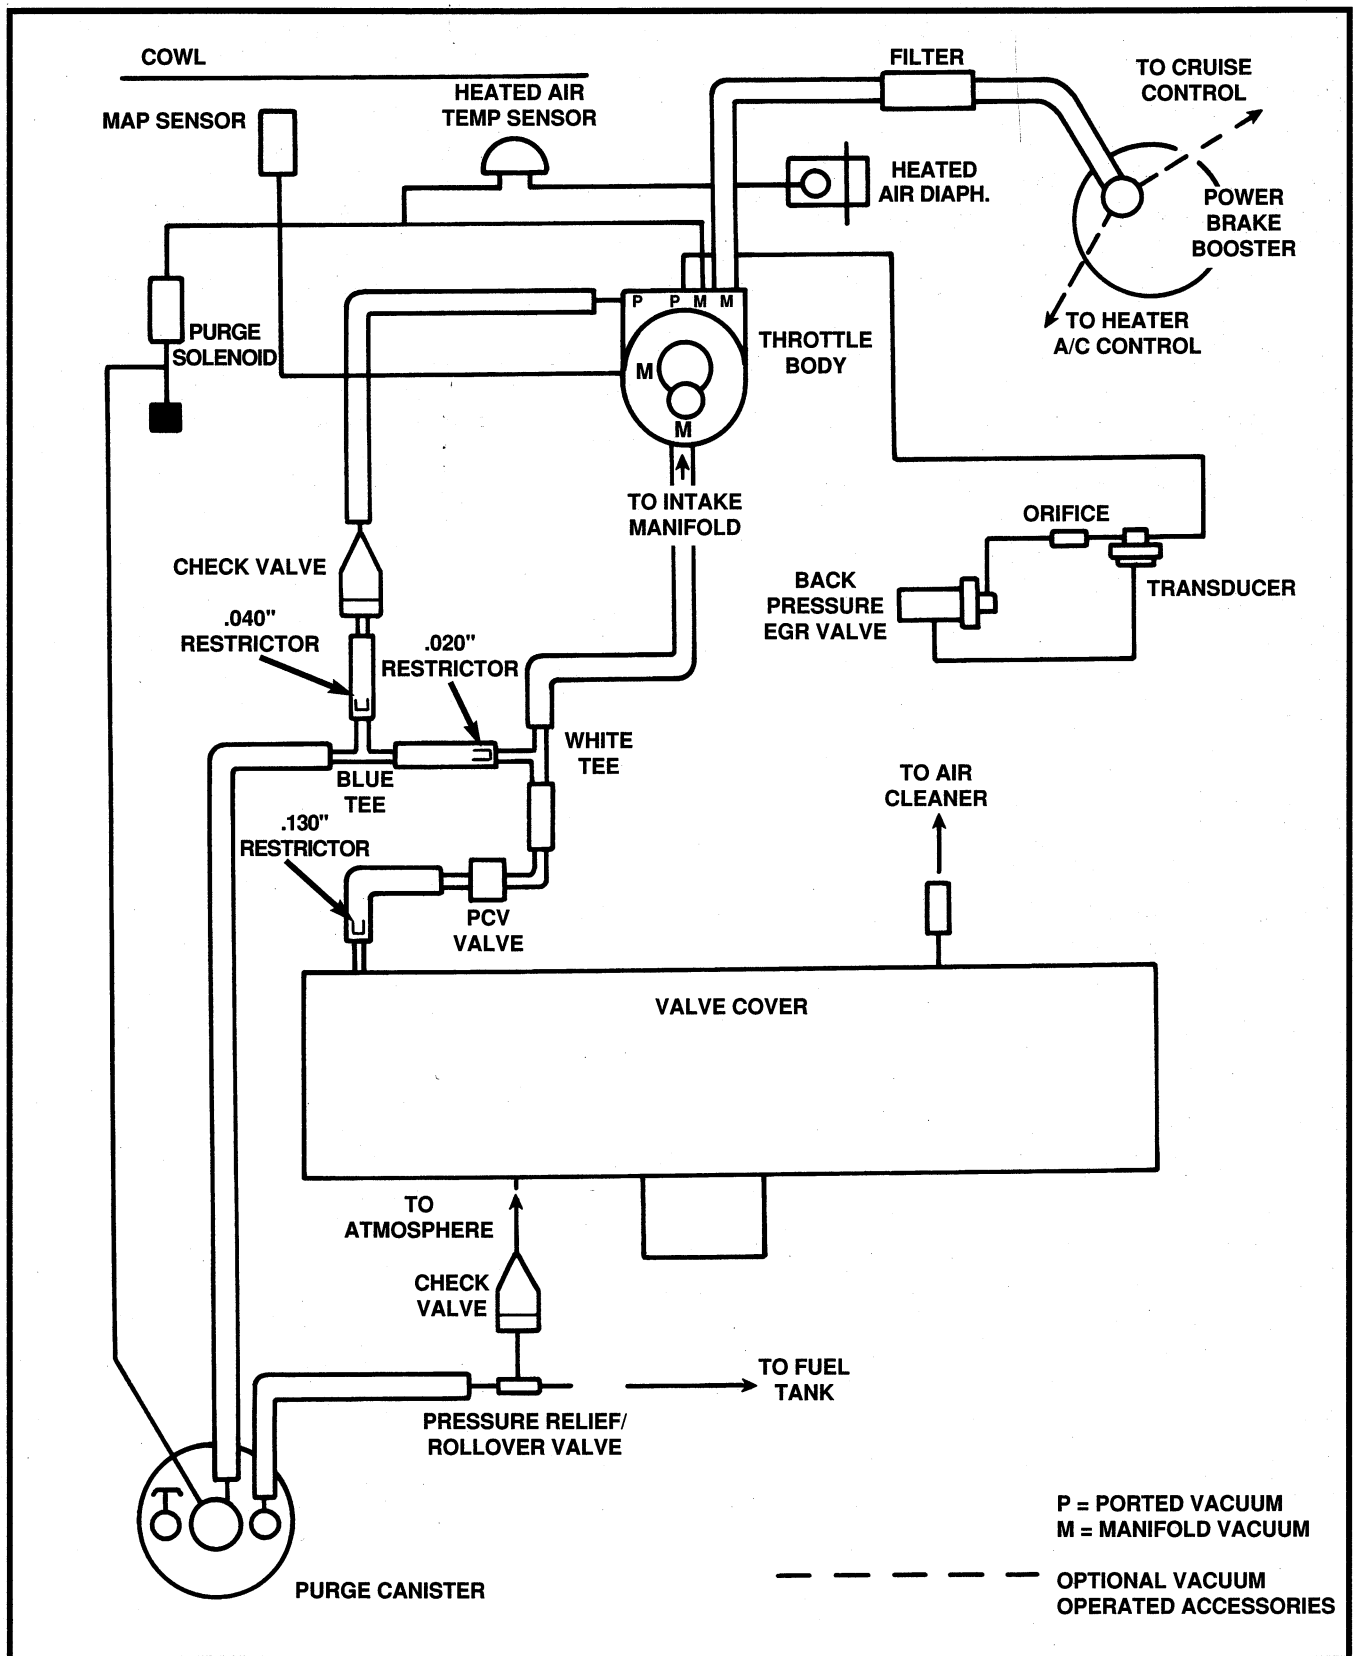 COWL
MAP SENSOR
HEATED AIR
TEMP SENSOR
FILTER
TO CRUISE
CONTROL
HEATED
AIR DIAPH.
POWER
BRAKE
BOOSTER
TO HEATER
A/C CONTROL
PURGE
SOLENOID
P
P
M
M
M
M
THROTTLE
BODY
TO INTAKE
MANIFOLD
ORIFICE
TRANSDUCER
BACK
PRESSURE
EGR VALVE
CHECK VALVE
.040"
RESTRICTOR
.020"
RESTRICTOR
WHITE
TEE
BLUE
TEE
.130"
RESTRICTOR
PCV
VALVE
TO AIR
CLEANER
VALVE COVER
TO
ATMOSPHERE
CHECK
VALVE
TO FUEL
TANK
PRESSURE RELIEF/
ROLLOVER VALVE
PURGE CANISTER
P = PORTED VACUUM
M = MANIFOLD VACUUM
OPTIONAL VACUUM
OPERATED ACCESSORIES